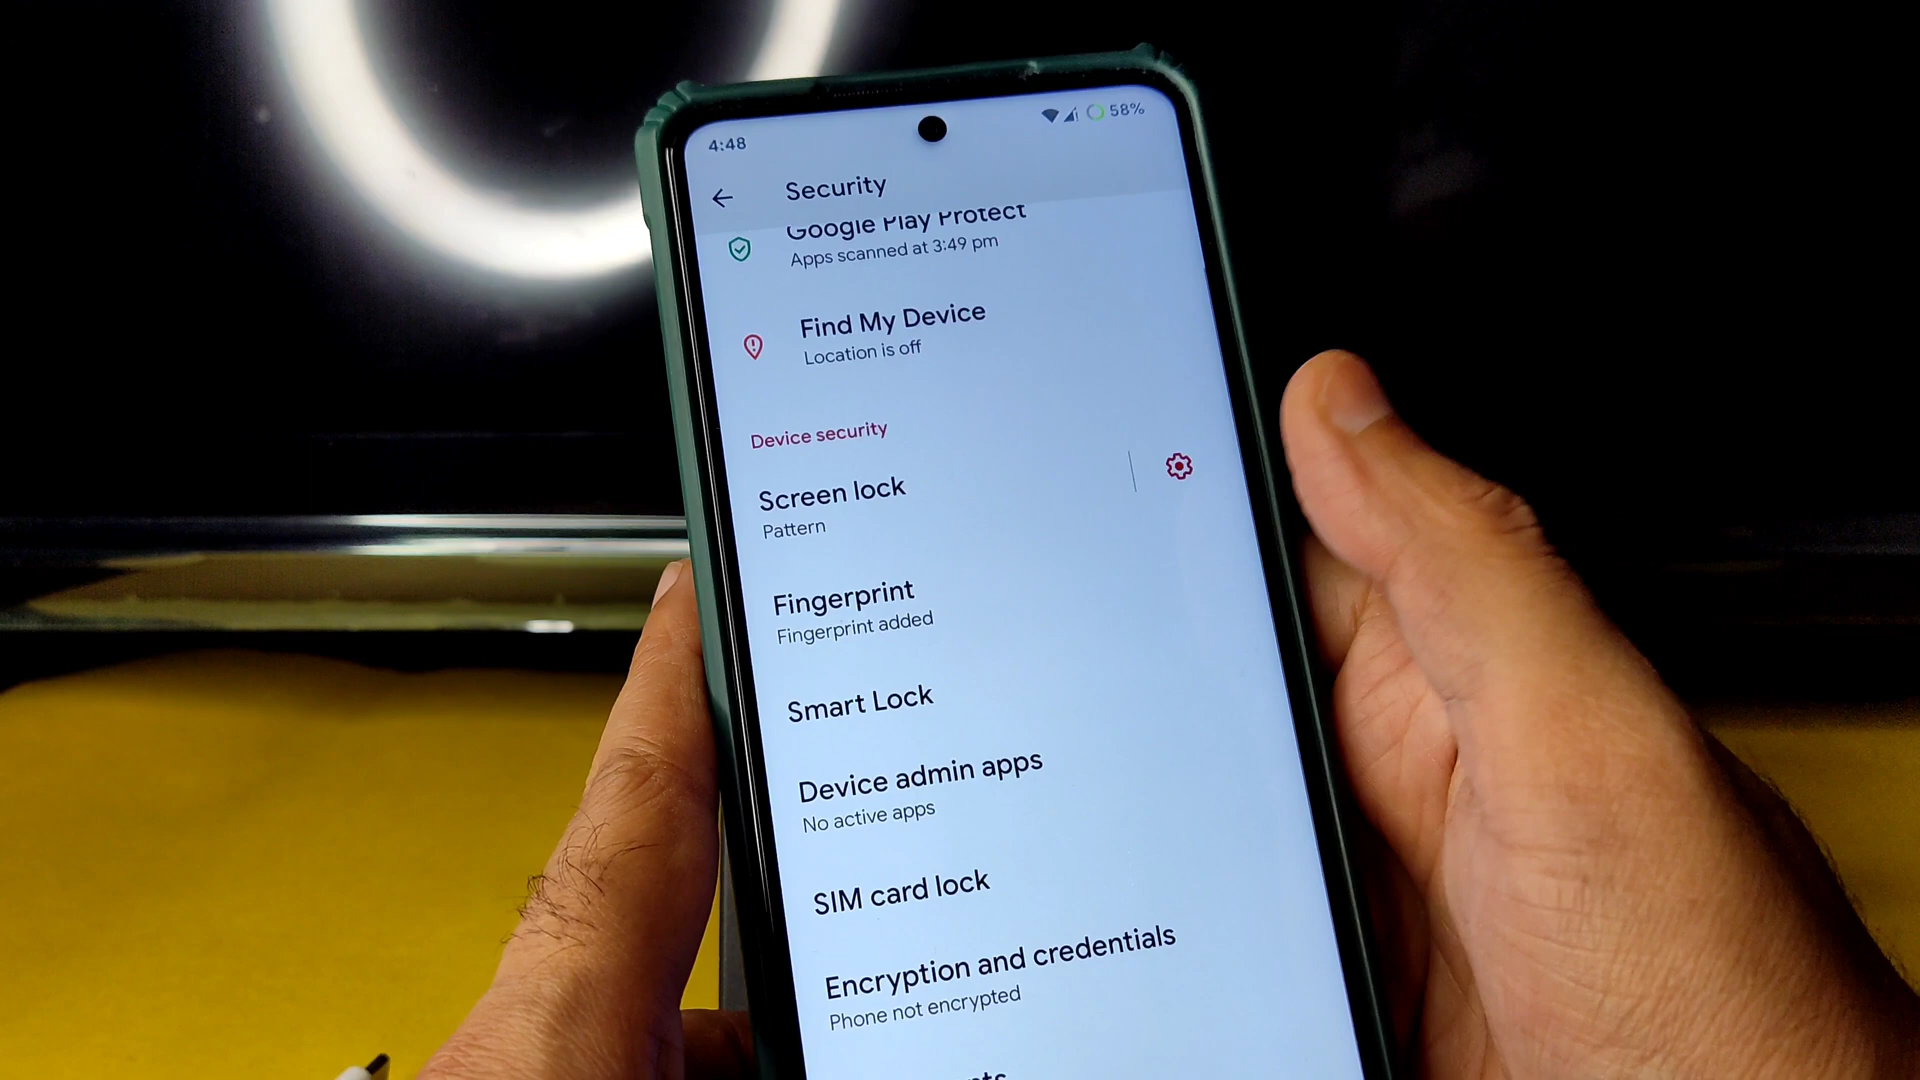 4:48
58%
Security
Google Play Protect
Apps scanned at 3:49 pm
Find My Device
Location is off
Device security
Screen lock
Pattern
Fingerprint
Fingerprint added
Smart Lock
Device admin apps
No active apps
SIM card lock
Encryption and credentials
Phone not encrypted